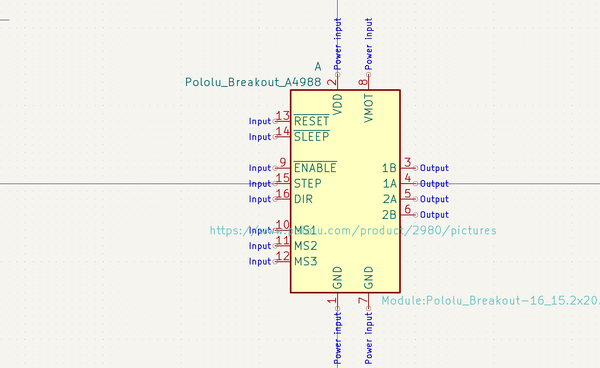 Power input
Power Input
A
Pololu_Breakout_A4988
2
8
VDD
VMOT
Input 13 RESET
Input 14 SLEEP
Input 9 ENABLE 1B 3 Output
Input 15 STEP 1A 4 Output
Input 16 DIR 2A 5 Output
2B 6 Output
Input 10 MS1
https://www.pololu.com/product/2980/pictures
Input 11 MS2
Input 12 MS3
GND
GND
1
7
Module:Pololu_Breakout-16_15.2x20.
Power input
Power Input